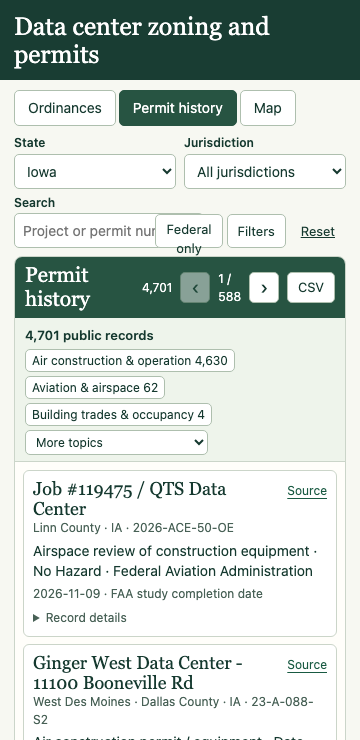 Data center zoning and
permits
Ordinances
Permit history
Map
State
Jurisdiction
Iowa
All jurisdictions
Search
Project or permit nur
Federal
only
Filters
Reset
Permit
history
4,701
‹
1 /
588
›
CSV
4,701 public records
Air construction & operation 4,630
Aviation & airspace 62
Building trades & occupancy 4
More topics
Job #119475 / QTS Data
Center
Source
Linn County · IA · 2026-ACE-50-OE
Airspace review of construction equipment ·
No Hazard · Federal Aviation Administration
2026-11-09 · FAA study completion date
Record details
Ginger West Data Center -
11100 Booneville Rd
Source
West Des Moines · Dallas County · IA · 23-A-088-
S2